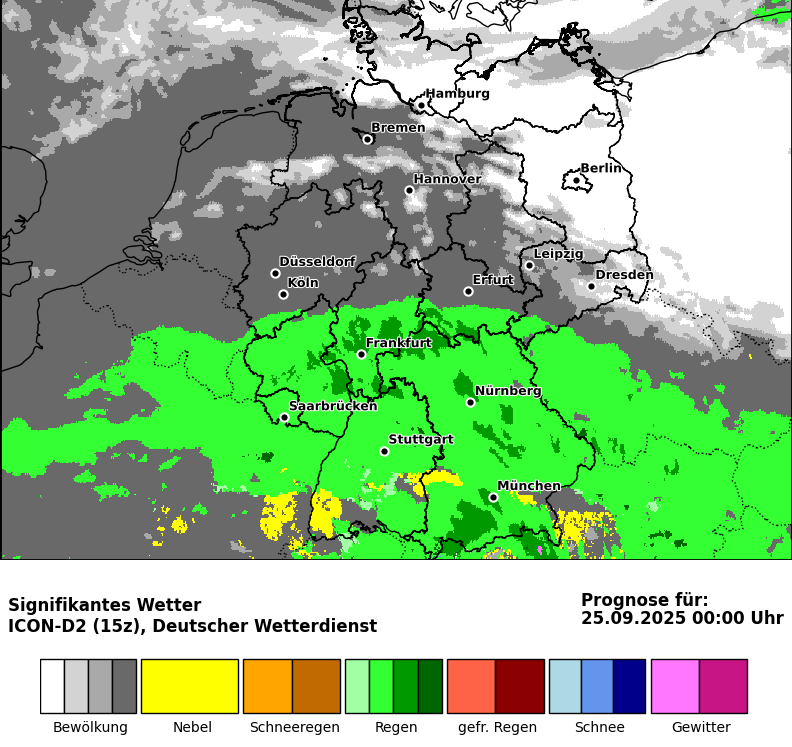 Hamburg
Bremen
Berlin
Hannover
Leipzig
Düsseldorf
Dresden
Köln
Erfurt
Frankfurt
Nürnberg
Saarbrücken
Stuttgart
München
Signifikantes Wetter
ICON-D2 (15z), Deutscher Wetterdienst
Prognose für:
25.09.2025 00:00 Uhr
Bewölkung Nebel Schneeregen Regen gefr. Regen Schnee Gewitter